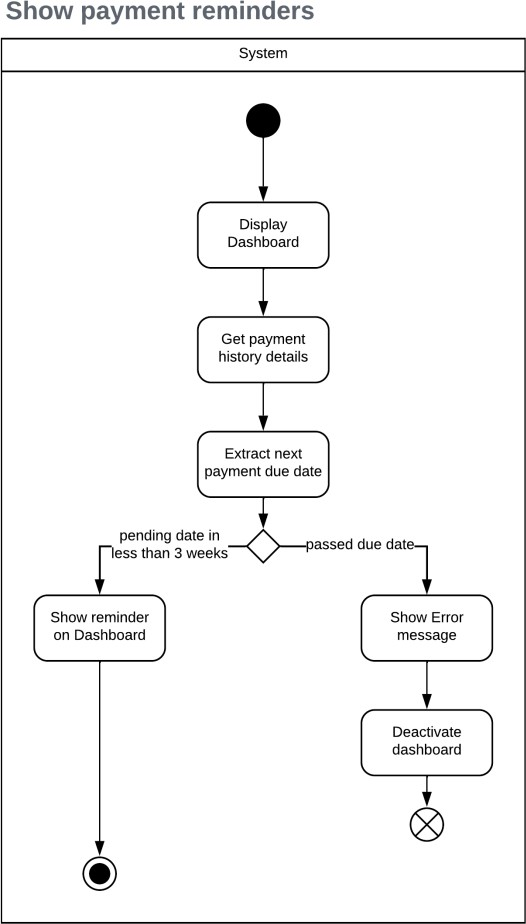 Show payment reminders
System
Display
Dashboard
Get payment
history details
Extract next
payment due date
pending date in
less than 3 weeks
passed due date
Show reminder
on Dashboard
Show Error
message
Deactivate
dashboard